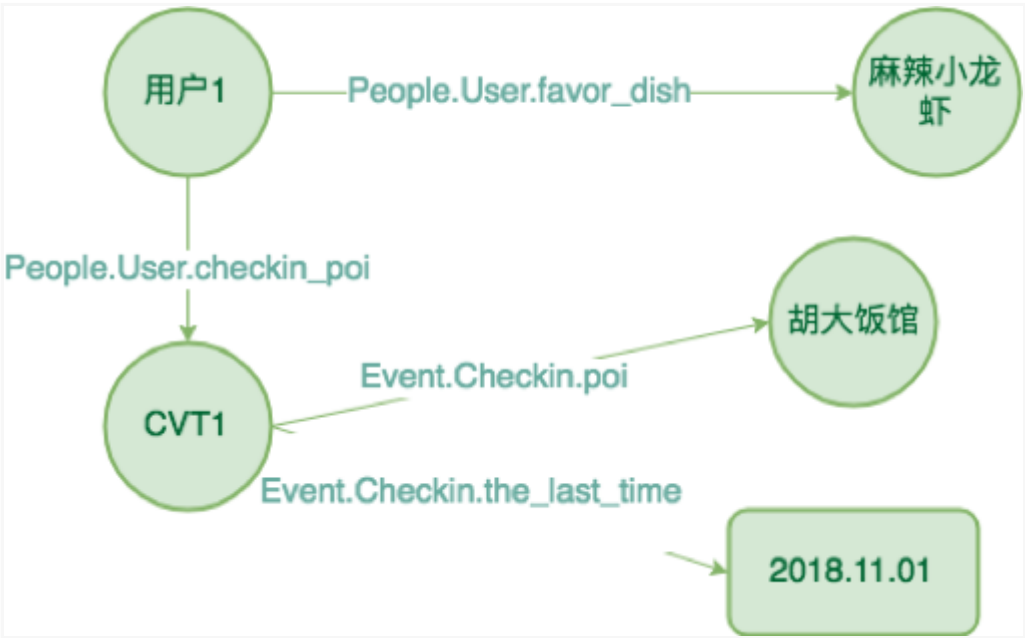 用户1
People.User.favor_dish
麻辣小龙
虾
People.User.checkin_poi
胡大饭馆
Event.Checkin.poi
CVT1
Event.Checkin.the_last_time
2018.11.01